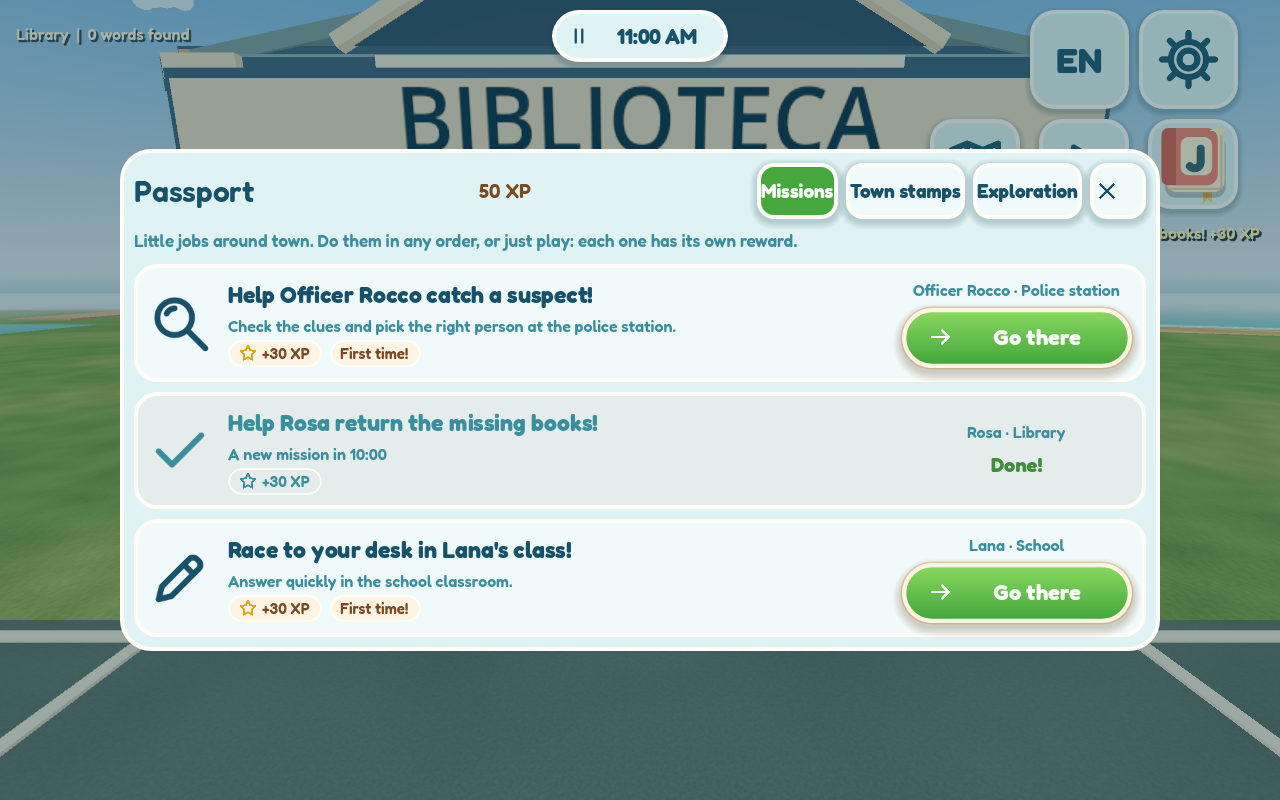 Library | 0 words found
11:00 AM
EN
BIBLIOTECA
J
Passport
50 XP
Missions
Town stamps
Exploration
books! +30 XP
Little jobs around town. Do them in any order, or just play: each one has its own reward.
Help Officer Rocco catch a suspect!
Check the clues and pick the right person at the police station.
+30 XP
First time!
Officer Rocco · Police station
Go there
Help Rosa return the missing books!
A new mission in 10:00
+30 XP
Rosa · Library
Done!
Race to your desk in Lana's class!
Answer quickly in the school classroom.
+30 XP
First time!
Lana · School
Go there